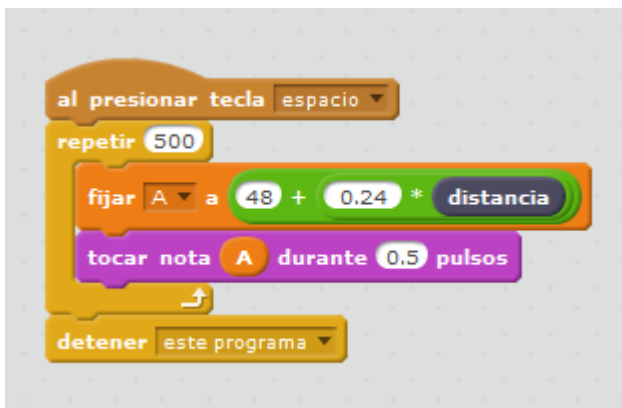 al presionar tecla espacio
repetir 500
fijar A a 48 + 0.24 * distancia
tocar nota A durante 0.5 pulsos
detener este programa